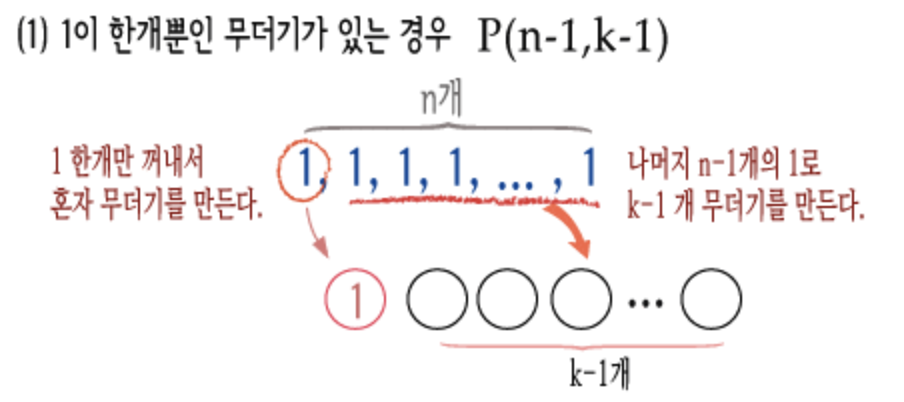 (1) 1이 한개뿐인 무더기가 있는 경우 P(n-1,k-1)
n개
1 한개만 꺼내서
혼자 무더기를 만든다.
1, 1, 1, 1, ... , 1
나머지 n-1개의 1로
k-1 개 무더기를 만든다.
1 ...
k-1개